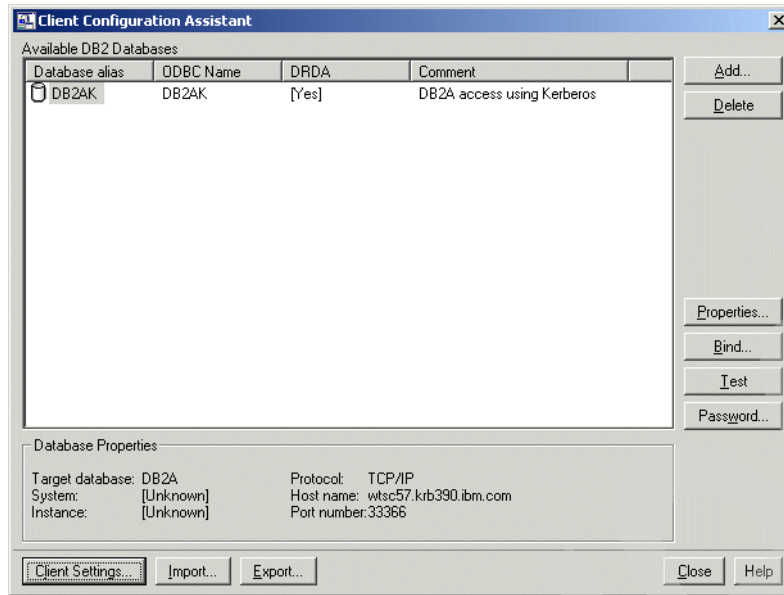 Client Configuration Assistant
Available DB2 Databases
Database alias ODBC Name DRDA Comment
DB2AK DB2AK [Yes] DB2A access using Kerberos
Add...
Delete
Properties...
Bind...
Test
Password...
Database Properties
Target database: DB2A Protocol: TCP/IP
System: [Unknown] Host name: wtsc57.krb390.ibm.com
Instance: [Unknown] Port number: 33366
Client Settings... Import... Export... Close Help